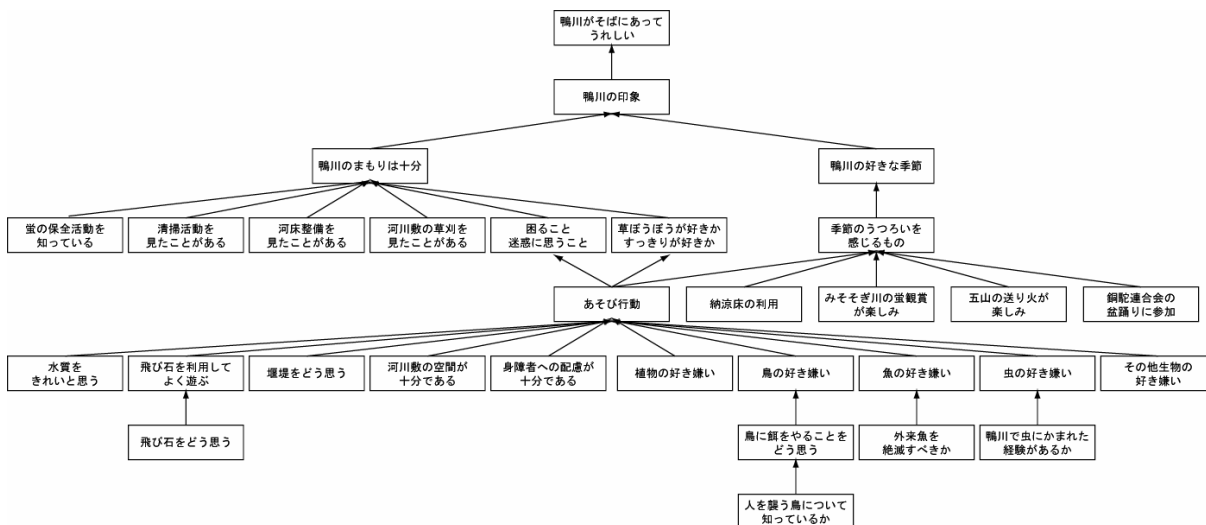 鴨川がそばにあって
うれしい
鴨川の印象
鴨川のまもりは十分
鴨川の好きな季節
蛍の保全活動を
知っている
清掃活動を
見たことがある
河床整備を
見たことがある
河川敷の草刈を
見たことがある
困ること
迷惑に思うこと
草ぼうぼうが好きか
すっきりが好きか
季節のうつろいを
感じるもの
あそび行動
納涼床の利用
みそそぎ川の蛍観賞
が楽しみ
五山の送り火が
楽しみ
銅駝連合会の
盆踊りに参加
水質を
きれいと思う
飛び石を利用して
よく遊ぶ
堰堤をどう思う
河川敷の空間が
十分である
身障者への配慮が
十分である
植物の好き嫌い
鳥の好き嫌い
魚の好き嫌い
虫の好き嫌い
その他生物の
好き嫌い
飛び石をどう思う
鳥に餌をやることを
どう思う
外来魚を
絶滅すべきか
鴨川で虫にかまれた
経験があるか
人を襲う鳥について
知っているか